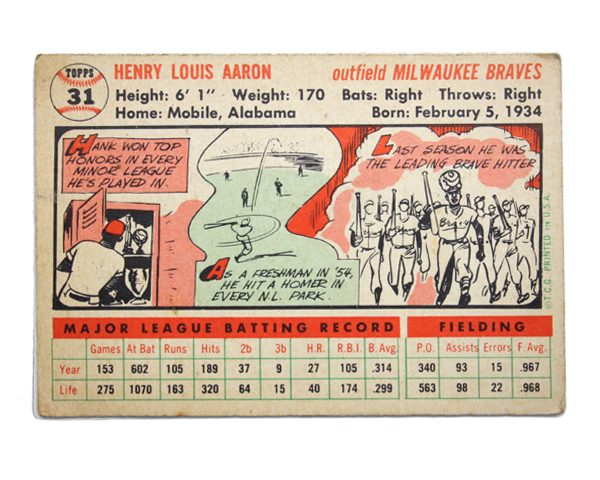 TOPPS
31
HENRY LOUIS AARON
outfield MILWAUKEE BRAVES
Height: 6' 1" Weight: 170 Bats: Right Throws: Right
Home: Mobile, Alabama
Born: February 5, 1934
HANK WON TOP
HONORS IN EVERY
MINOR LEAGUE
HE'S PLAYED IN.
AS A FRESHMAN IN '54,
HE HIT A HOMER IN
EVERY N.L. PARK.
LAST SEASON HE WAS
THE LEADING BRAVE HITTER
©T.C.G. PRINTED IN U.S.A.
MAJOR LEAGUE BATTING RECORD FIELDING
Games At Bat Runs Hits 2b 3b H.R. R.B.I. B. Avg. P.O. Assists Errors F. Avg.
Year 153 602 105 189 37 9 27 105 .314 340 93 15 .967
Life 275 1070 163 320 64 15 40 174 .299 563 98 22 .968